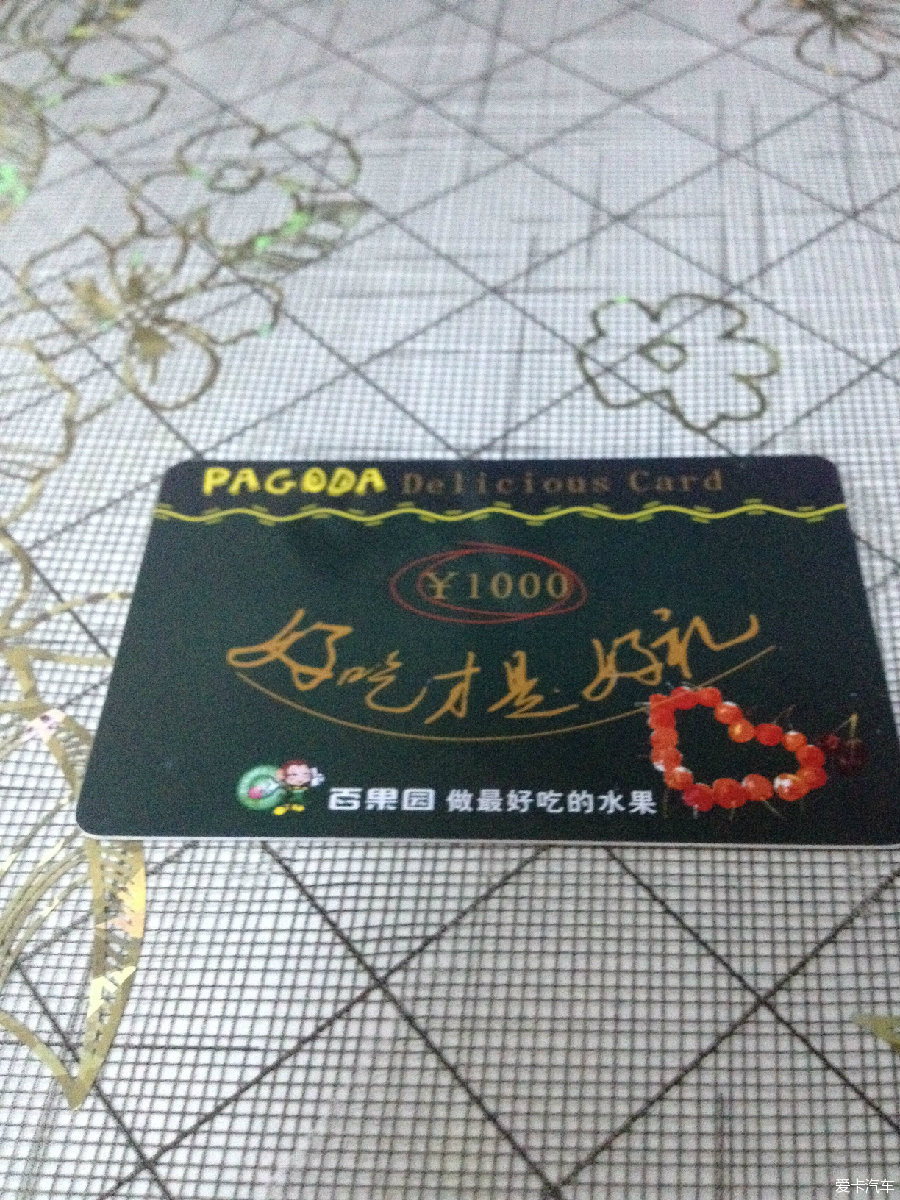 PAGODA Delicious Card
¥1000
好吃才是好礼
百果园 做最好吃的水果
爱卡汽车